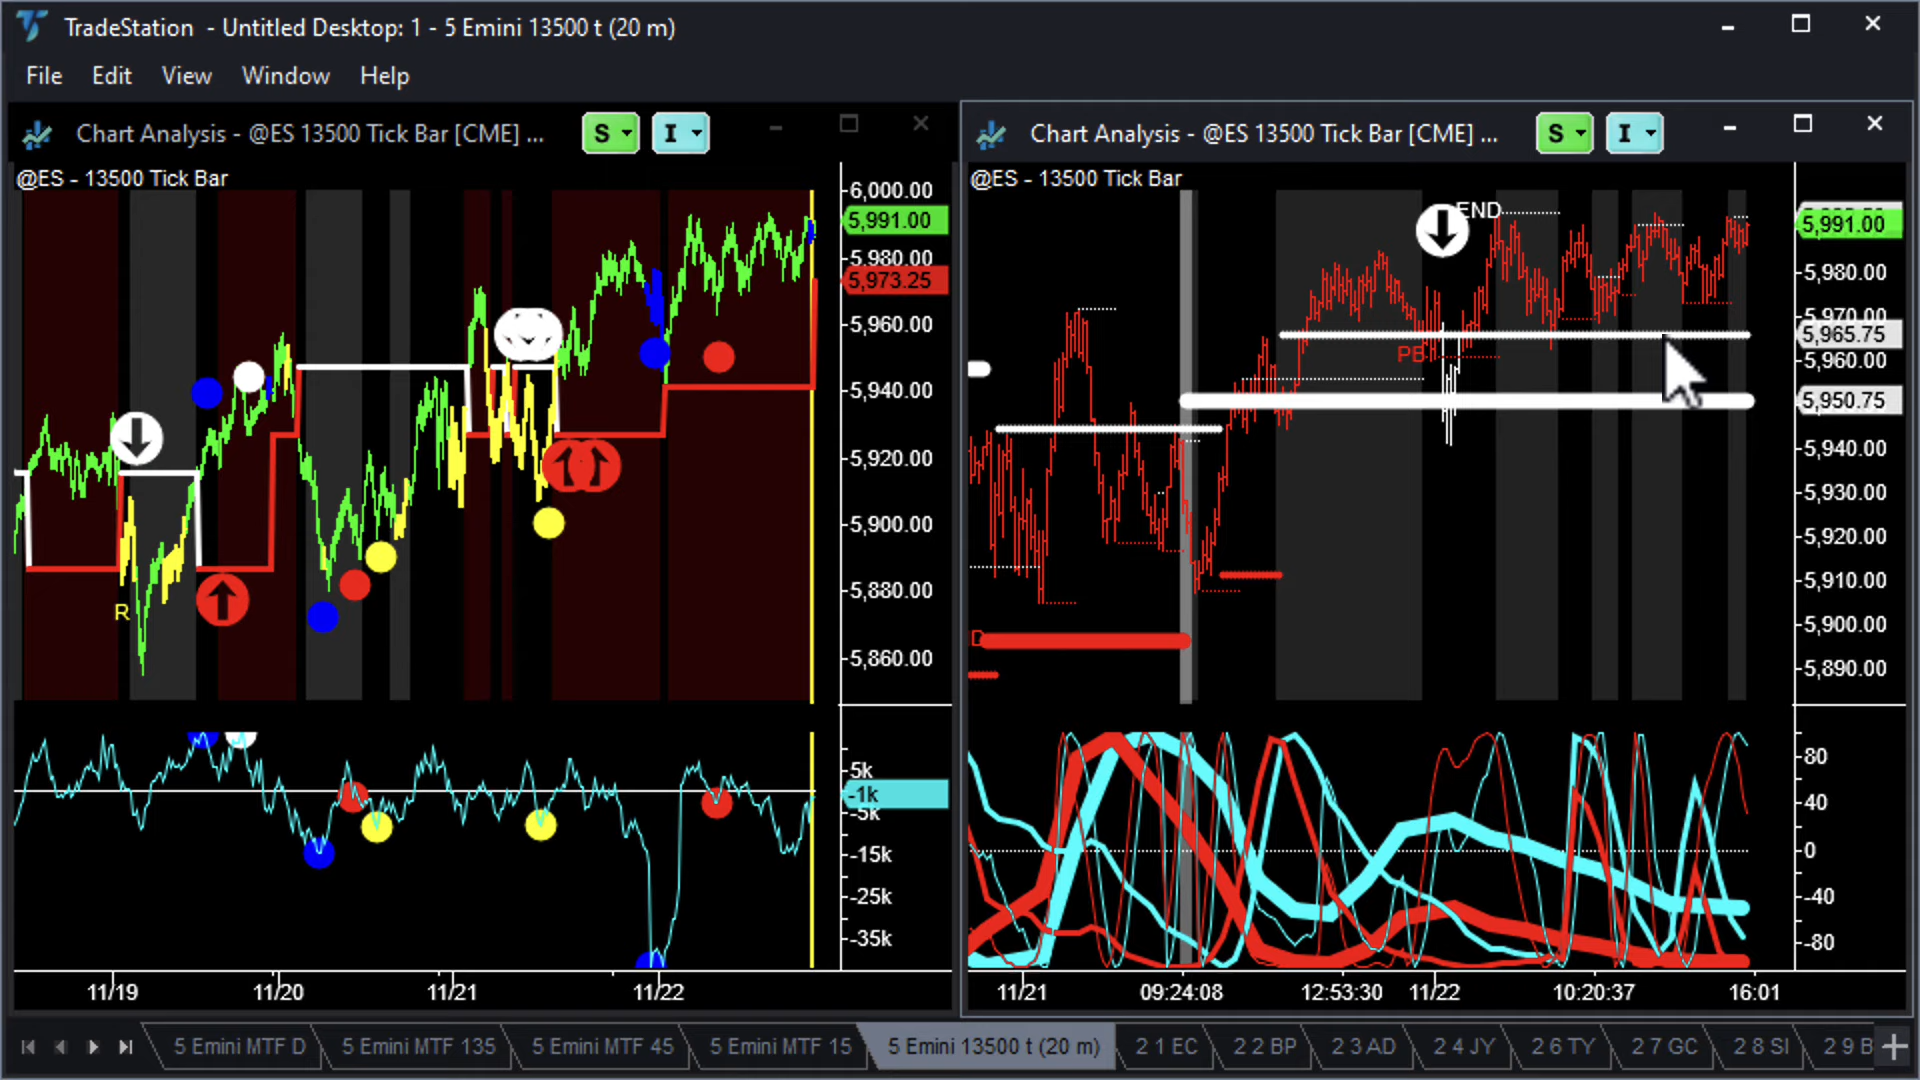 TradeStation - Untitled Desktop: 1 - 5 Emini 13500 t (20 m)
File Edit View Window Help
Chart Analysis - @ES 13500 Tick Bar [CME] ...
S
I
@ES - 13500 Tick Bar
6,000.00
5,991.00
5,980.00
5,973.25
5,960.00
5,940.00
5,920.00
5,900.00
5,880.00
5,860.00
R
5k
-1k
-5k
-15k
-25k
-35k
11/19 11/20 11/21 11/22
Chart Analysis - @ES 13500 Tick Bar [CME] ...
S
I
@ES - 13500 Tick Bar
END
PB
D
5,991.00
5,980.00
5,970.00
5,965.75
5,960.00
5,950.75
5,940.00
5,930.00
5,920.00
5,910.00
5,900.00
5,890.00
80
40
0
-40
-80
11/21 09:24:08 12:53:30 11/22 10:20:37 16:01
5 Emini MTF D 5 Emini MTF 135 5 Emini MTF 45 5 Emini MTF 15 5 Emini 13500 t (20 m) 2 1 EC 2 2 BP 2 3 AD 2 4 JY 2 6 TY 2 7 GC 2 8 SI 2 9 B